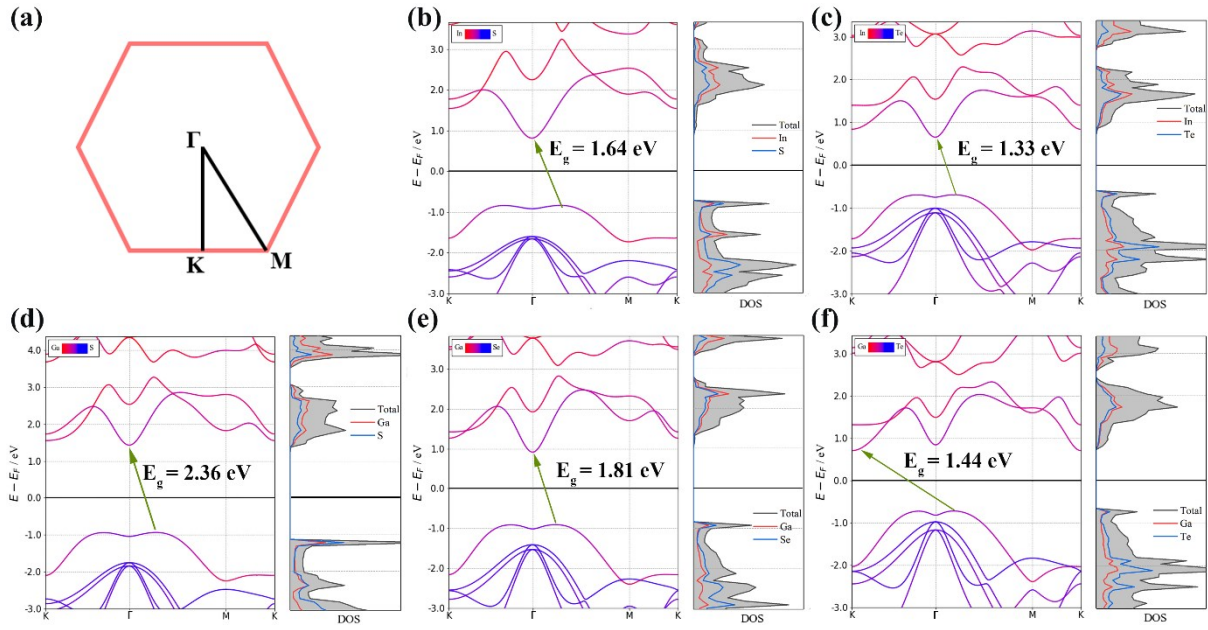 (a)
Γ
K
M
(b)
In
S
3.0
2.0
1.0
0.0
-1.0
-2.0
-3.0
E − E_F / eV
E_g = 1.64 eV
K
Γ
M
K
Total
In
S
DOS
(c)
In
Te
3.0
2.0
1.0
0.0
-1.0
-2.0
-3.0
E − E_F / eV
E_g = 1.33 eV
K
Γ
M
K
Total
In
Te
DOS
(d)
Ga
S
4.0
3.0
2.0
1.0
0.0
-1.0
-2.0
-3.0
E − E_F / eV
E_g = 2.36 eV
K
Γ
M
K
Total
Ga
S
DOS
(e)
Ga
Se
3.0
2.0
1.0
0.0
-1.0
-2.0
-3.0
E − E_F / eV
E_g = 1.81 eV
K
Γ
M
K
Total
Ga
Se
DOS
(f)
Ga
Te
3.0
2.0
1.0
0.0
-1.0
-2.0
-3.0
E − E_F / eV
E_g = 1.44 eV
K
Γ
M
K
Total
Ga
Te
DOS